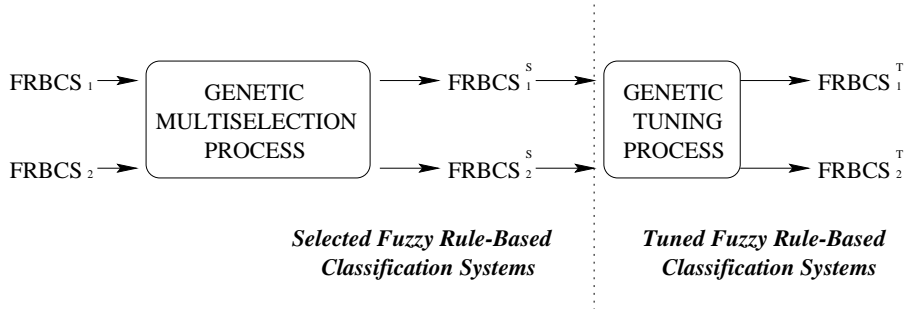 FRBCS 1
GENETIC
MULTISELECTION
PROCESS
FRBCS S 1
GENETIC
TUNING
PROCESS
FRBCS T 1
FRBCS 2
FRBCS S 2
FRBCS T 2
Selected Fuzzy Rule-Based
Classification Systems
Tuned Fuzzy Rule-Based
Classification Systems